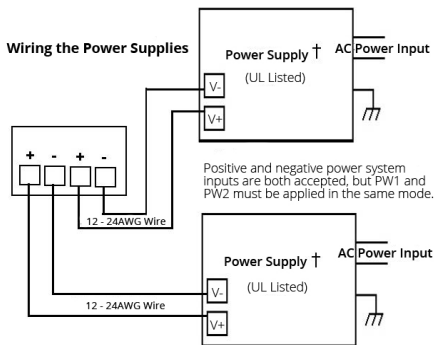 Wiring the Power Supplies
Power Supply †
(UL Listed)
AC Power Input
V-
V+
+ - + -
12 - 24AWG Wire
Positive and negative power system
inputs are both accepted, but PW1 and
PW2 must be applied in the same mode.
Power Supply †
(UL Listed)
AC Power Input
V-
12 - 24AWG Wire
V+